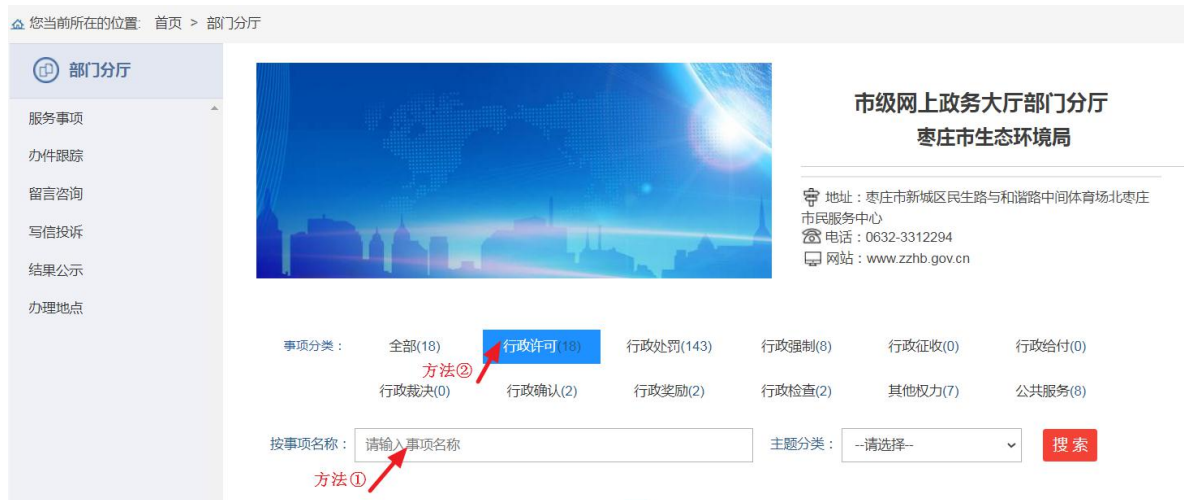 您当前所在的位置: 首页 > 部门分厅
部门分厅
服务事项
办件跟踪
留言咨询
写信投诉
结果公示
办理地点
市级网上政务大厅部门分厅
枣庄市生态环境局
地址：枣庄市新城区民生路与和谐路中间体育场北枣庄
市民服务中心
电话：0632-3312294
网站：www.zzhb.gov.cn
事项分类： 全部(18) 行政许可(18) 行政处罚(143) 行政强制(8) 行政征收(0) 行政给付(0)
方法②
行政裁决(0) 行政确认(2) 行政奖励(2) 行政检查(2) 其他权力(7) 公共服务(8)
按事项名称： 请输入事项名称 主题分类： --请选择-- 搜索
方法①